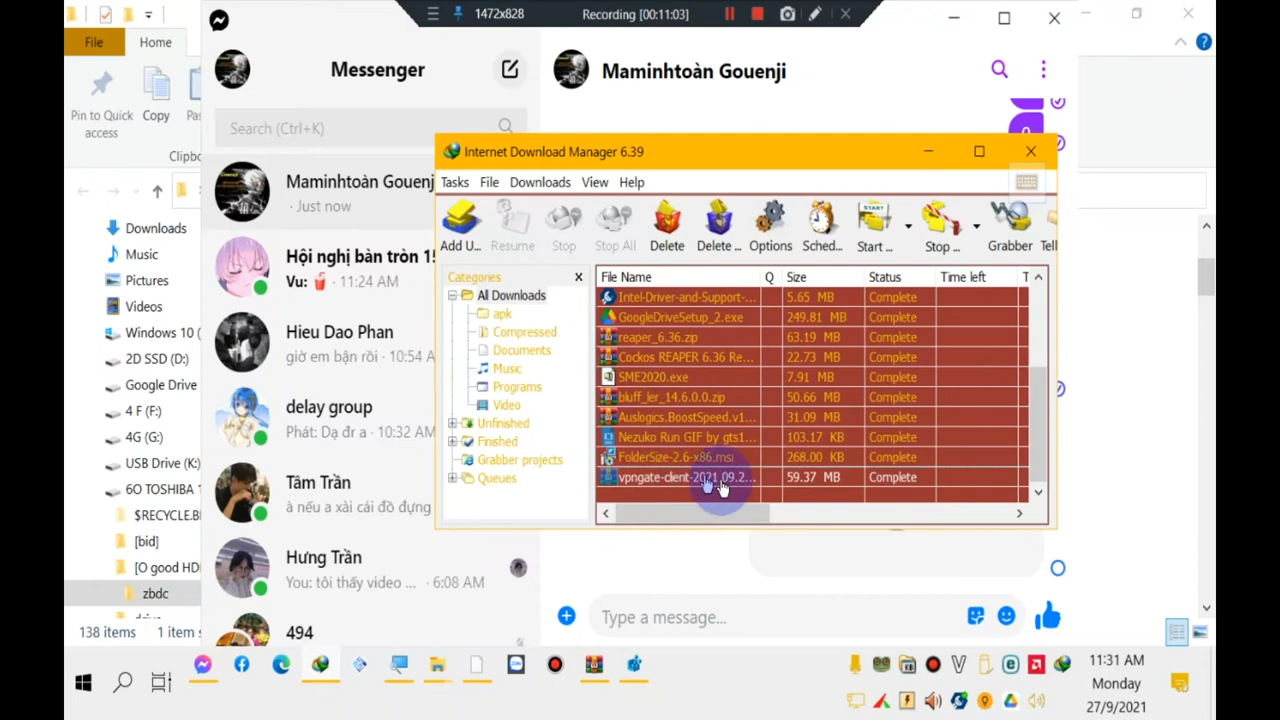 1472x828
Recording [00:11:03]
File
Home
Pin to Quick
access
Copy
Clipbo
Downloads
Music
Pictures
Videos
Windows 10 (
2D SSD (D:)
Google Drive
4 F (F:)
4G (G:)
USB Drive (K:)
6O TOSHIBA
$RECYCLE.B
[bid]
[O good HD
zbdc
138 items
1 item s
Messenger
Search (Ctrl+K)
Maminhtoàn Gouenj
· Just now
Hội nghị bàn tròn 1
Vu: 🥤 · 11:24 AM
Hieu Dao Phan
giờ em bận rồi · 10:54 A
delay group
Phát: Dạ đr a · 10:32 AM
Tâm Trần
à nếu a xài cái đồ đựng
Hưng Trần
You: tôi thấy video ... · 6:08 AM
494
Maminhtoàn Gouenji
Type a message...
Internet Download Manager 6.39
Tasks File Downloads View Help
Add U... Resume Stop Stop All Delete Delete ... Options Sched... Start ... Stop ... Grabber Tell
Categories
All Downloads
apk
Compressed
Documents
Music
Programs
Video
Unfinished
Finished
Grabber projects
Queues
File Name Q Size Status Time left T
Intel-Driver-and-Support-... 5.65 MB Complete
GoogleDriveSetup_2.exe 249.81 MB Complete
reaper_6.36.zip 63.19 MB Complete
Cockos REAPER 6.36 Re... 22.73 MB Complete
SME2020.exe 7.91 MB Complete
bluff_ler_14.6.0.0.zip 50.66 MB Complete
Auslogics.BoostSpeed.v1... 31.09 MB Complete
Nezuko Run GIF by gts1... 103.17 KB Complete
FolderSize-2.6-x86.msi 268.00 KB Complete
vpngate-client-2021.09.2... 59.37 MB Complete
11:31 AM
Monday
27/9/2021